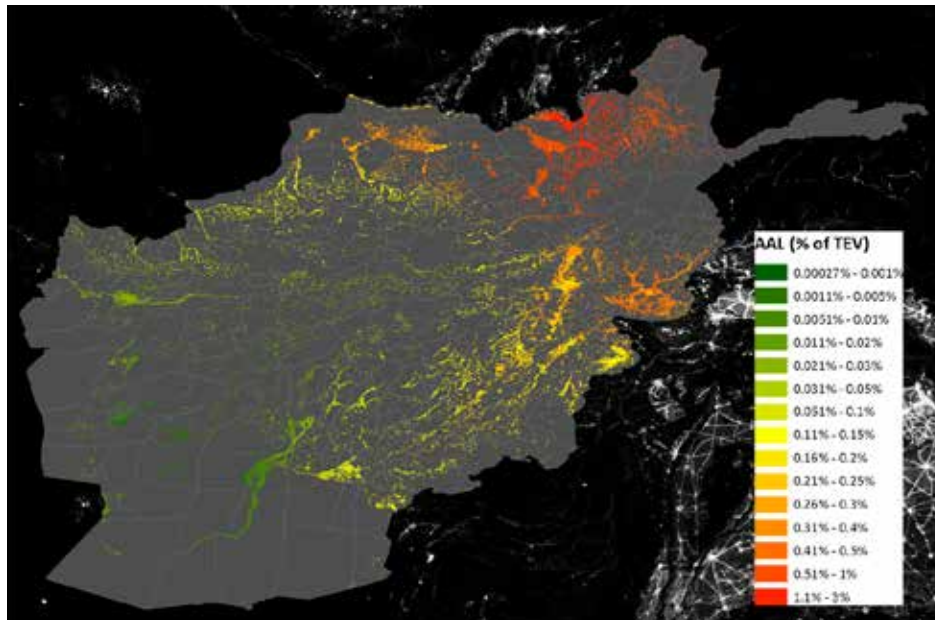 AAL (% of TEV)
0.00027% - 0.001%
0.0011% - 0.005%
0.0051% - 0.01%
0.011% - 0.02%
0.021% - 0.03%
0.031% - 0.05%
0.051% - 0.1%
0.11% - 0.15%
0.16% - 0.2%
0.21% - 0.25%
0.26% - 0.3%
0.31% - 0.4%
0.41% - 0.5%
0.51% - 1%
1.1% - 3%